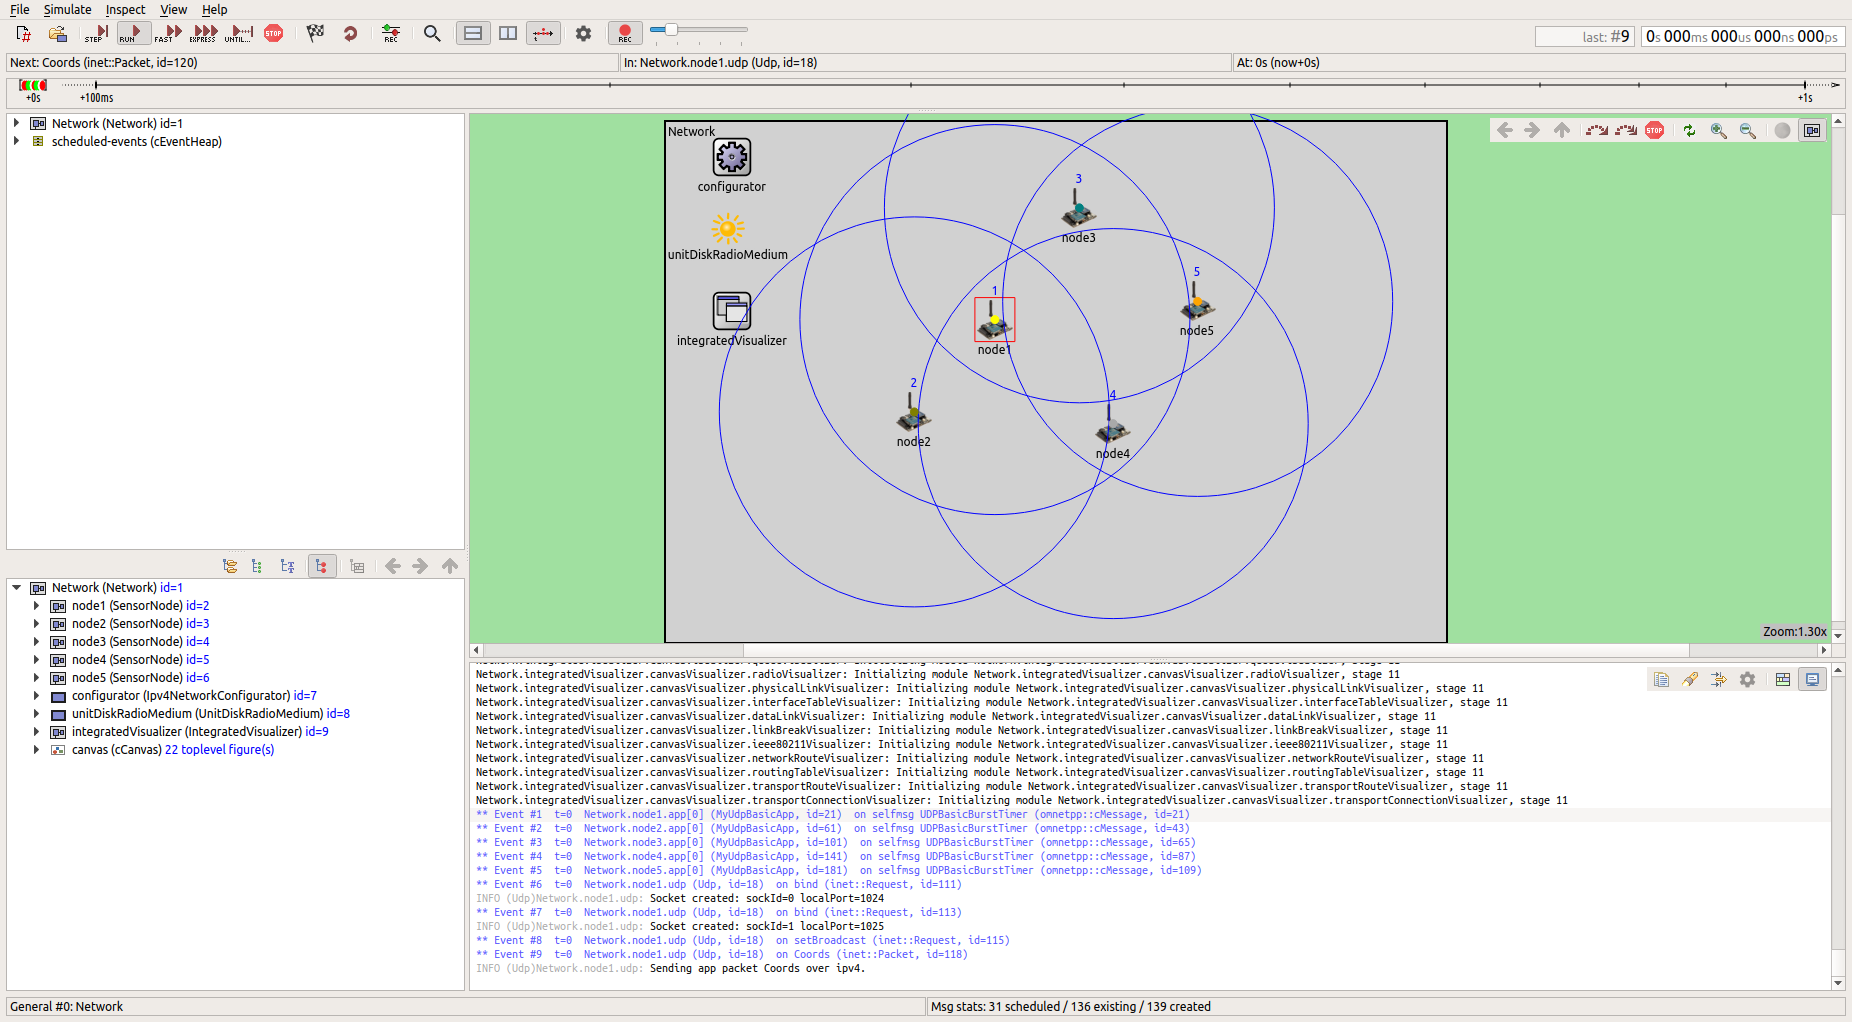 File Simulate Inspect View Help
STEP RUN FAST EXPRESS UNTIL... STOP REC REC
last: #9 0s 000ms 000us 000ns 000ps
Next: Coords (inet::Packet, id=120) In: Network.node1.udp (Udp, id=18) At: 0s (now+0s)
+0s +100ms +1s
Network (Network) id=1
scheduled-events (cEventHeap)
Network (Network) id=1
node1 (SensorNode) id=2
node2 (SensorNode) id=3
node3 (SensorNode) id=4
node4 (SensorNode) id=5
node5 (SensorNode) id=6
configurator (Ipv4NetworkConfigurator) id=7
unitDiskRadioMedium (UnitDiskRadioMedium) id=8
integratedVisualizer (IntegratedVisualizer) id=9
canvas (cCanvas) 22 toplevel figure(s)
Network
STOP
configurator
unitDiskRadioMedium
integratedVisualizer
3
node3
5
node5
1
node1
2
node2
4
node4
Zoom:1.30x
Network.integratedVisualizer.canvasVisualizer.radioVisualizer: Initializing module Network.integratedVisualizer.canvasVisualizer.radioVisualizer, stage 11
Network.integratedVisualizer.canvasVisualizer.physicalLinkVisualizer: Initializing module Network.integratedVisualizer.canvasVisualizer.physicalLinkVisualizer, stage 11
Network.integratedVisualizer.canvasVisualizer.interfaceTableVisualizer: Initializing module Network.integratedVisualizer.canvasVisualizer.interfaceTableVisualizer, stage 11
Network.integratedVisualizer.canvasVisualizer.dataLinkVisualizer: Initializing module Network.integratedVisualizer.canvasVisualizer.dataLinkVisualizer, stage 11
Network.integratedVisualizer.canvasVisualizer.linkBreakVisualizer: Initializing module Network.integratedVisualizer.canvasVisualizer.linkBreakVisualizer, stage 11
Network.integratedVisualizer.canvasVisualizer.ieee80211Visualizer: Initializing module Network.integratedVisualizer.canvasVisualizer.ieee80211Visualizer, stage 11
Network.integratedVisualizer.canvasVisualizer.networkRouteVisualizer: Initializing module Network.integratedVisualizer.canvasVisualizer.networkRouteVisualizer, stage 11
Network.integratedVisualizer.canvasVisualizer.routingTableVisualizer: Initializing module Network.integratedVisualizer.canvasVisualizer.routingTableVisualizer, stage 11
Network.integratedVisualizer.canvasVisualizer.transportRouteVisualizer: Initializing module Network.integratedVisualizer.canvasVisualizer.transportRouteVisualizer, stage 11
Network.integratedVisualizer.canvasVisualizer.transportConnectionVisualizer: Initializing module Network.integratedVisualizer.canvasVisualizer.transportConnectionVisualizer, stage 11
** Event #1 t=0 Network.node1.app[0] (MyUdpBasicApp, id=21) on selfmsg UDPBasicBurstTimer (omnetpp::cMessage, id=21)
** Event #2 t=0 Network.node2.app[0] (MyUdpBasicApp, id=61) on selfmsg UDPBasicBurstTimer (omnetpp::cMessage, id=43)
** Event #3 t=0 Network.node3.app[0] (MyUdpBasicApp, id=101) on selfmsg UDPBasicBurstTimer (omnetpp::cMessage, id=65)
** Event #4 t=0 Network.node4.app[0] (MyUdpBasicApp, id=141) on selfmsg UDPBasicBurstTimer (omnetpp::cMessage, id=87)
** Event #5 t=0 Network.node5.app[0] (MyUdpBasicApp, id=181) on selfmsg UDPBasicBurstTimer (omnetpp::cMessage, id=109)
** Event #6 t=0 Network.node1.udp (Udp, id=18) on bind (inet::Request, id=111)
INFO (Udp)Network.node1.udp: Socket created: sockId=0 localPort=1024
** Event #7 t=0 Network.node1.udp (Udp, id=18) on bind (inet::Request, id=113)
INFO (Udp)Network.node1.udp: Socket created: sockId=1 localPort=1025
** Event #8 t=0 Network.node1.udp (Udp, id=18) on setBroadcast (inet::Request, id=115)
** Event #9 t=0 Network.node1.udp (Udp, id=18) on Coords (inet::Packet, id=118)
INFO (Udp)Network.node1.udp: Sending app packet Coords over ipv4.
General #0: Network Msg stats: 31 scheduled / 136 existing / 139 created